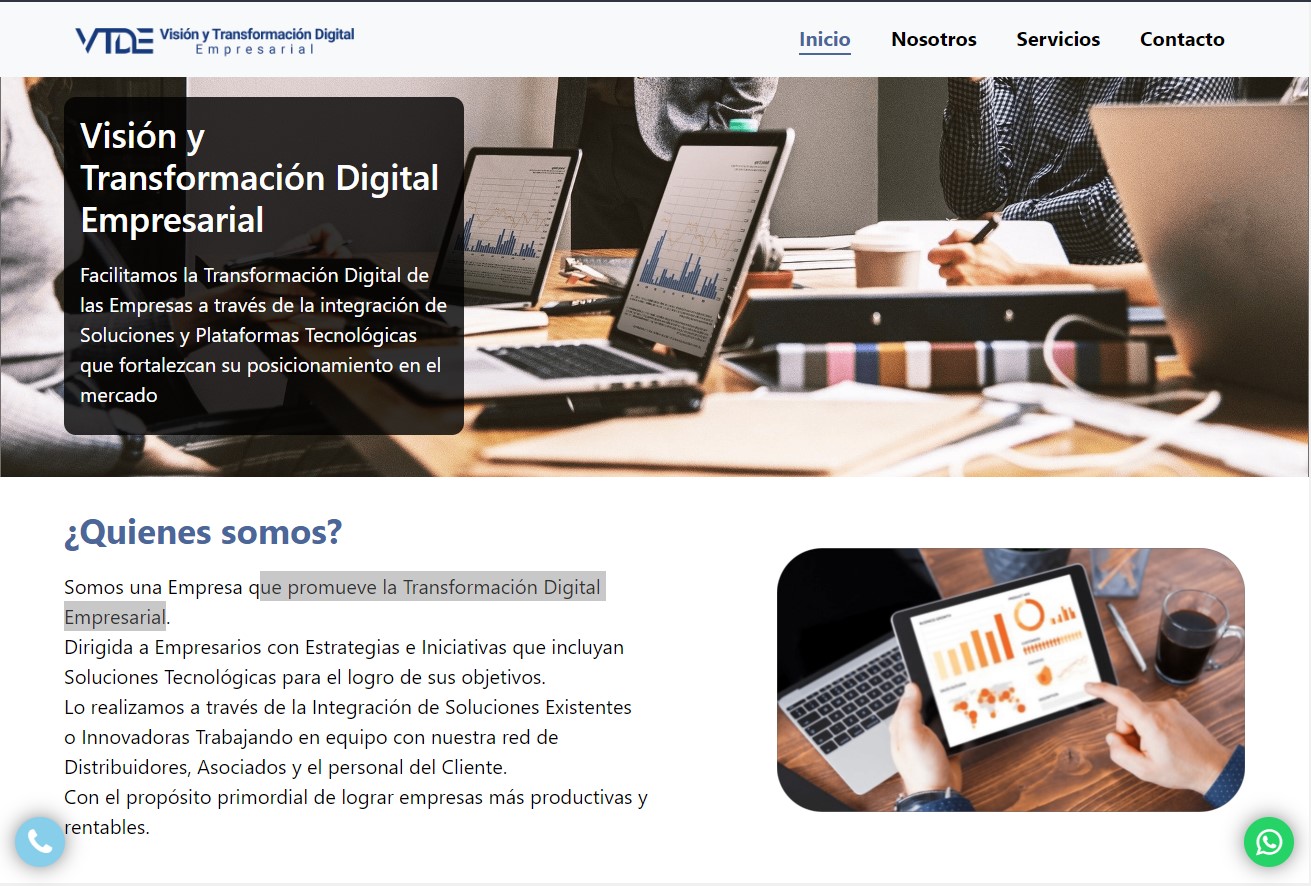 VTDE Visión y Transformación Digital
Empresarial
Inicio Nosotros Servicios Contacto
Visión y
Transformación Digital
Empresarial
Facilitamos la Transformación Digital de
las Empresas a través de la integración de
Soluciones y Plataformas Tecnológicas
que fortalezcan su posicionamiento en el
mercado
¿Quienes somos?
Somos una Empresa que promueve la Transformación Digital
Empresarial.
Dirigida a Empresarios con Estrategias e Iniciativas que incluyan
Soluciones Tecnológicas para el logro de sus objetivos.
Lo realizamos a través de la Integración de Soluciones Existentes
o Innovadoras Trabajando en equipo con nuestra red de
Distribuidores, Asociados y el personal del Cliente.
Con el propósito primordial de lograr empresas más productivas y
rentables.